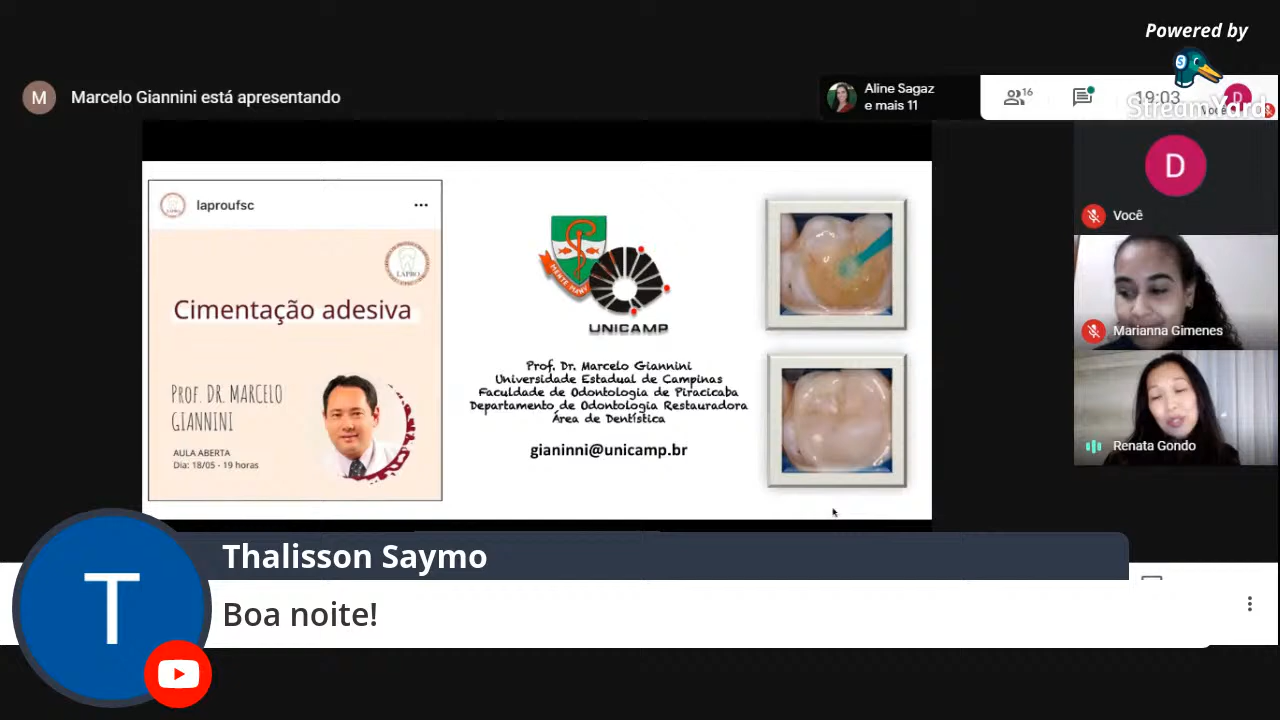 Powered by
StreamYard
M
Marcelo Giannini está apresentando
Aline Sagaz
e mais 11
16
19:03
D
Você
laproufsc
LAPRO
Cimentação adesiva
PROF. DR. MARCELO
GIANNINI
AULA ABERTA
Dia: 18/05 - 19 horas
UNICAMP
Prof. Dr. Marcelo Giannini
Universidade Estadual de Campinas
Faculdade de Odontologia de Piracicaba
Departamento de Odontologia Restauradora
Área de Dentística
gianinni@unicamp.br
D
Você
Marianna Gimenes
Renata Gondo
T
Thalisson Saymo
Boa noite!